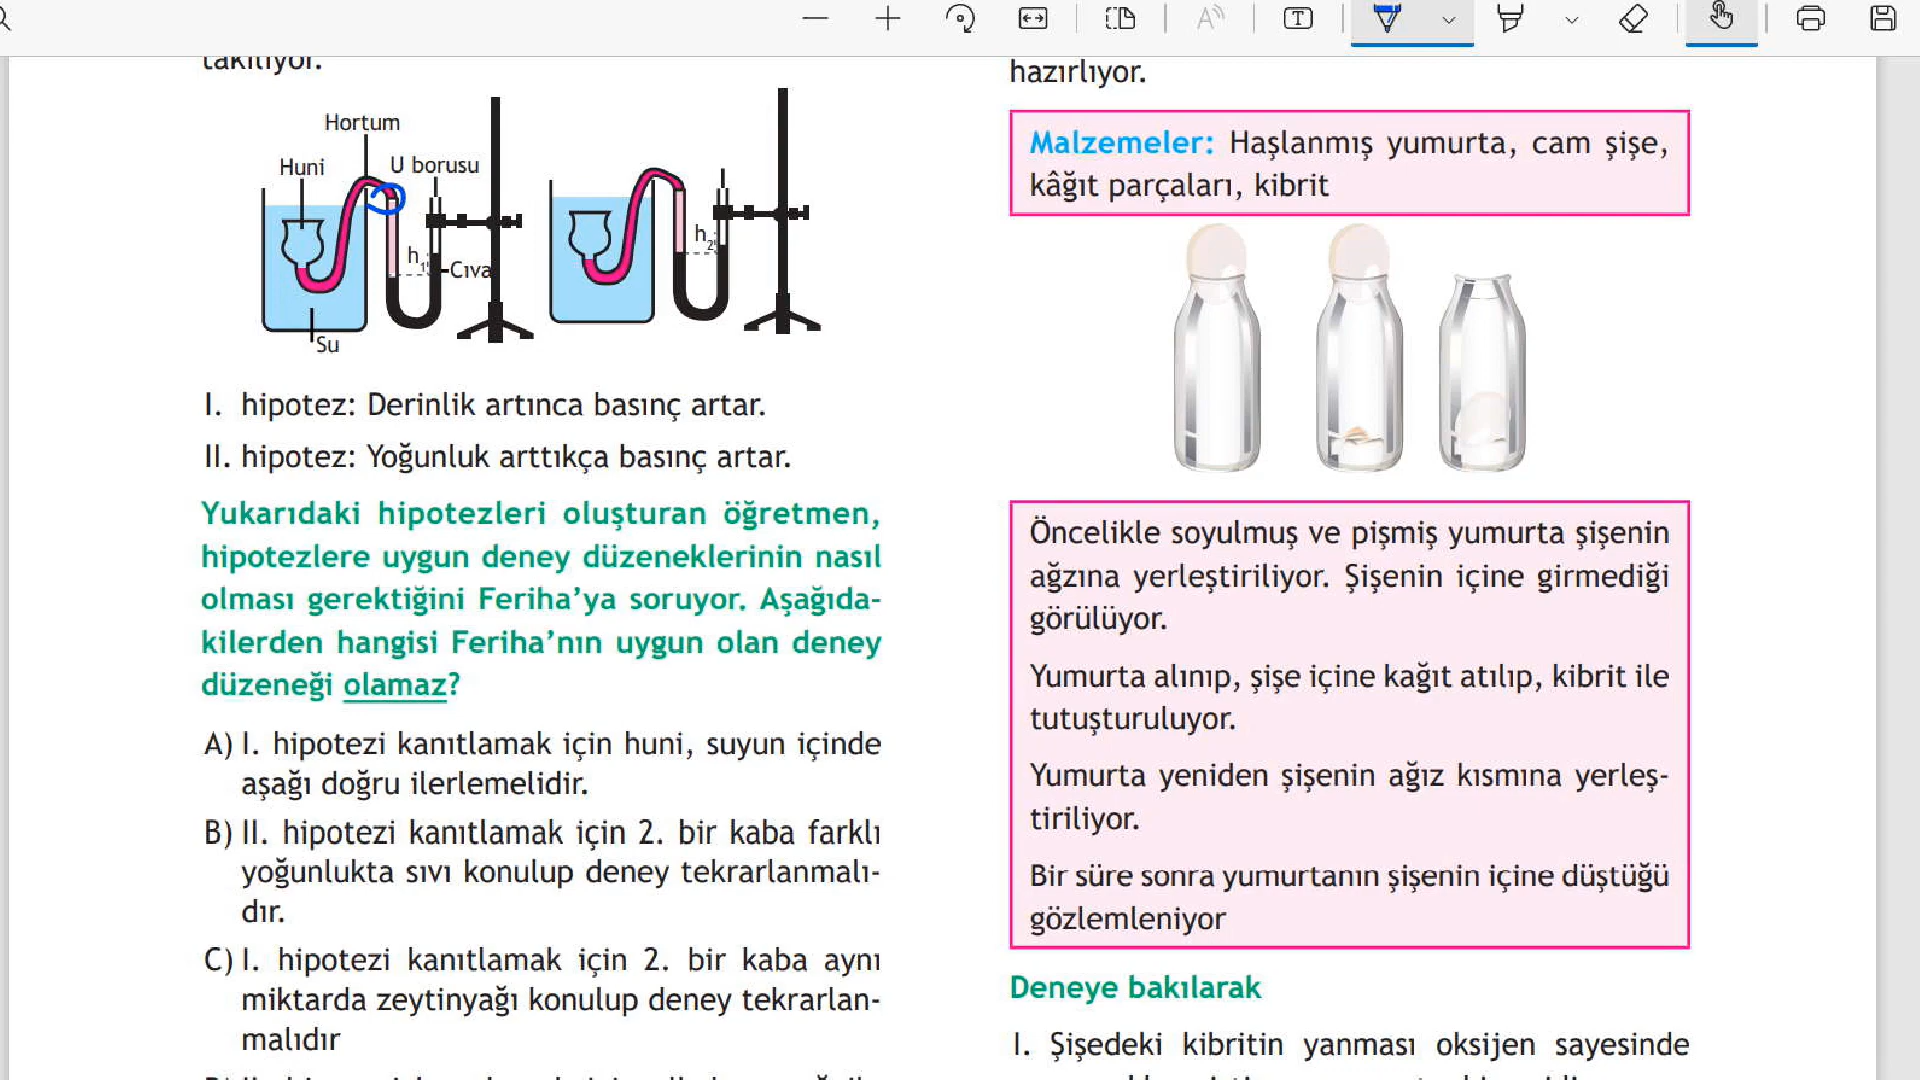 takılıyor.
Hortum
Huni
U borusu
h1
Cıva
h2
Su
I. hipotez: Derinlik artınca basınç artar.
II. hipotez: Yoğunluk arttıkça basınç artar.
Yukarıdaki hipotezleri oluşturan öğretmen,
hipotezlere uygun deney düzeneklerinin nasıl
olması gerektiğini Feriha’ya soruyor. Aşağıda-
kilerden hangisi Feriha’nın uygun olan deney
düzeneği olamaz?
A) I. hipotezi kanıtlamak için huni, suyun içinde
aşağı doğru ilerlemelidir.
B) II. hipotezi kanıtlamak için 2. bir kaba farklı
yoğunlukta sıvı konulup deney tekrarlanmalı-
dır.
C) I. hipotezi kanıtlamak için 2. bir kaba aynı
miktarda zeytinyağı konulup deney tekrarlan-
malıdır
hazırlıyor.
Malzemeler: Haşlanmış yumurta, cam şişe,
kâğıt parçaları, kibrit
Öncelikle soyulmuş ve pişmiş yumurta şişenin
ağzına yerleştiriliyor. Şişenin içine girmediği
görülüyor.
Yumurta alınıp, şişe içine kağıt atılıp, kibrit ile
tutuşturuluyor.
Yumurta yeniden şişenin ağız kısmına yerleş-
tiriliyor.
Bir süre sonra yumurtanın şişenin içine düştüğü
gözlemleniyor
Deneye bakılarak
I. Şişedeki kibritin yanması oksijen sayesinde